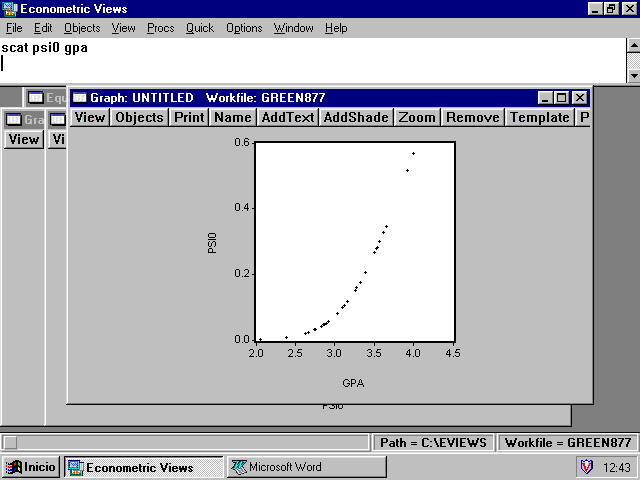 Econometric Views
File Edit Objects View Procs Quick Options Window Help
scat psi0 gpa
Equ
Graph: UNTITLED Workfile: GREEN877
Gra
View Objects Print Name AddText AddShade Zoom Remove Template P
View Vi
0.6
0.4
0.2
0.0
PSI0
2.0 2.5 3.0 3.5 4.0 4.5
GPA
PSI0
Path = C:\EVIEWS Workfile = GREEN877
Inicio Econometric Views Microsoft Word 12:43